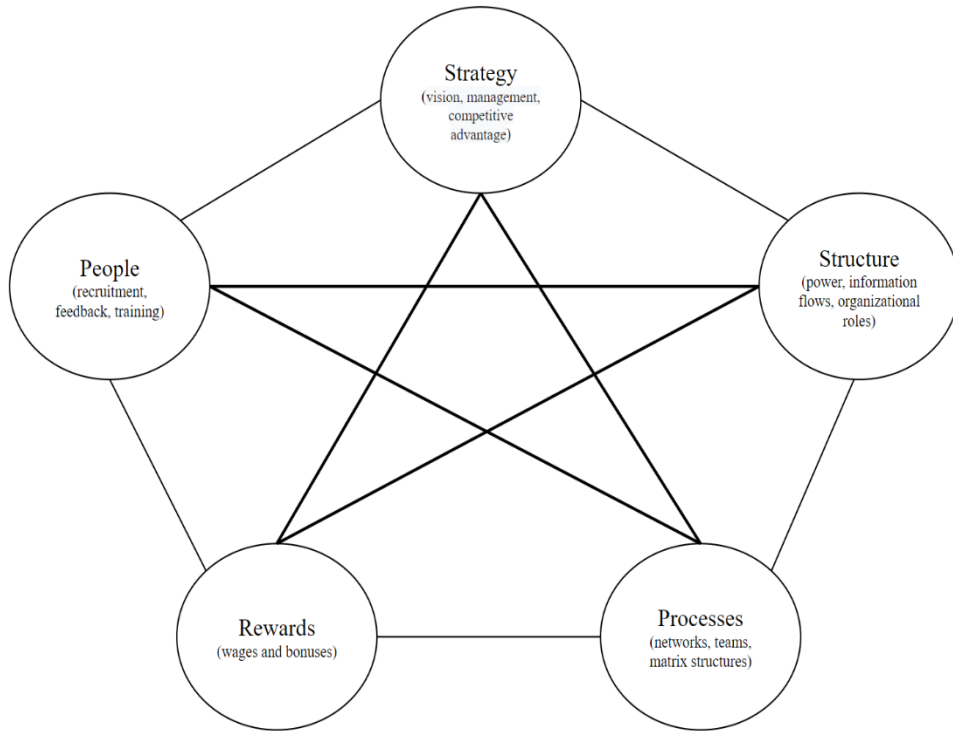 Strategy
(vision, management,
competitive
advantage)
People
(recruitment,
feedback, training)
Structure
(power, information
flows, organizational
roles)
Rewards
(wages and bonuses)
Processes
(networks, teams,
matrix structures)